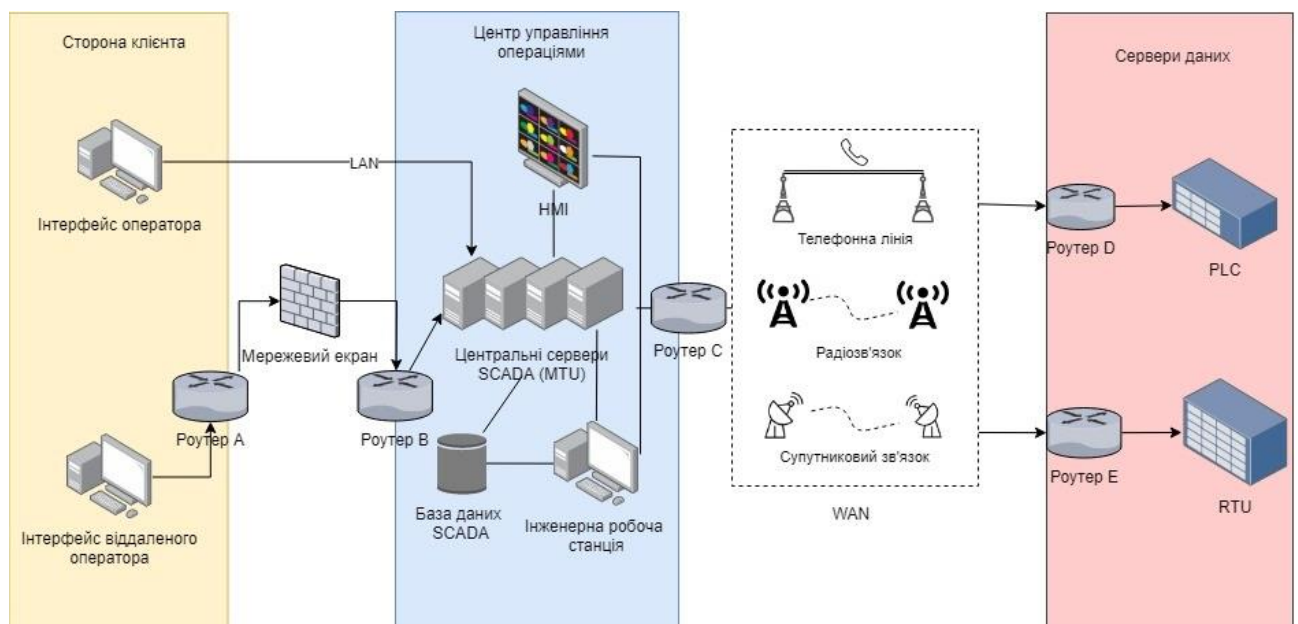 Сторона клієнта
Центр управління
операціями
Сервери даних
Інтерфейс оператора
LAN
HMI
Телефонна лінія
Роутер D
PLC
Мережевий екран
Центральні сервери
SCADA (MTU)
Роутер C
Радіозв'язок
Роутер A
Роутер B
Супутниковий зв'язок
Роутер E
RTU
Інтерфейс віддаленого
оператора
База даних
SCADA
Інженерна робоча
станція
WAN